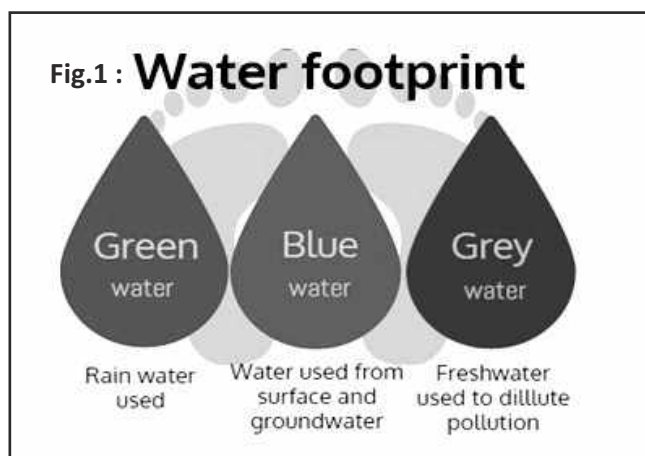 Fig.1 : Water footprint
Green
water
Blue
water
Grey
water
Rain water
used
Water used from
surface and
groundwater
Freshwater
used to dilllute
pollution